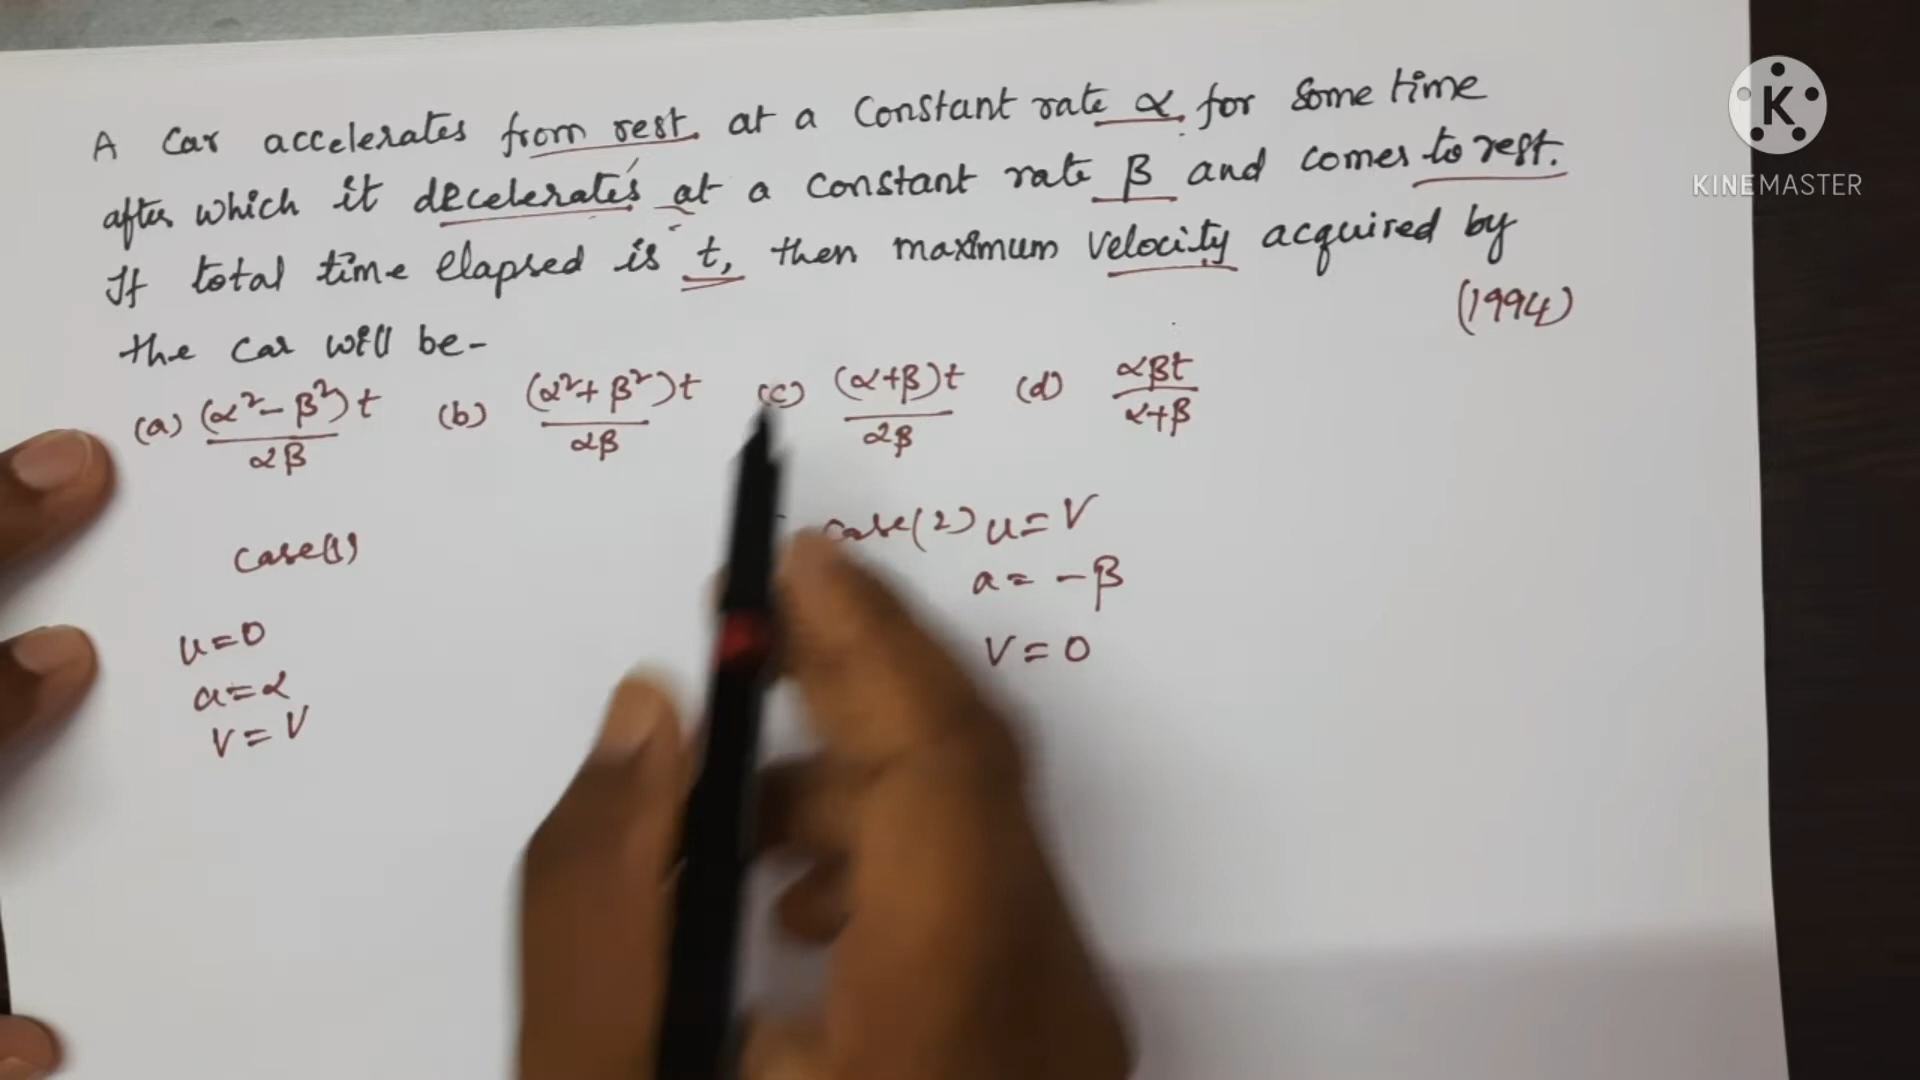 A Car accelerates from rest at a Constant rate α for Some time
after which it decelerates at a constant rate β and comes to rest.
If total time elapsed is t, then maximum velocity acquired by
the car will be-
(1994)
(a) (α²-β²)t/αβ (b) (α²+β²)t/αβ (c) (α+β)t/αβ (d) αβt/α+β
Case(1)
u=0
a=α
v=V
case(2) u=V
a=-β
V=0
K
KINEMASTER